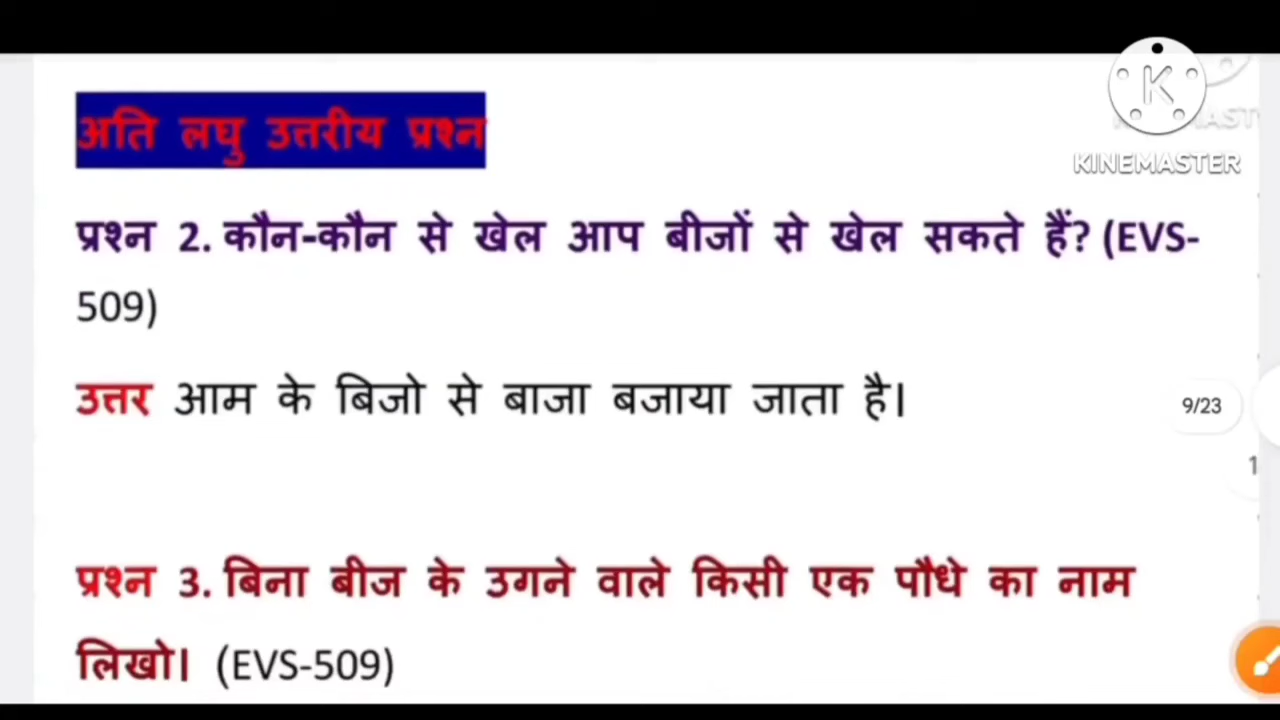 KINEMASTER
अति लघु उत्तरीय प्रश्न
प्रश्न 2. कौन-कौन से खेल आप बीजों से खेल सकते हैं? (EVS-
509)
उत्तर आम के बिजो से बाजा बजाया जाता है।
9/23
1
प्रश्न 3. बिना बीज के उगने वाले किसी एक पौधे का नाम
लिखो। (EVS-509)